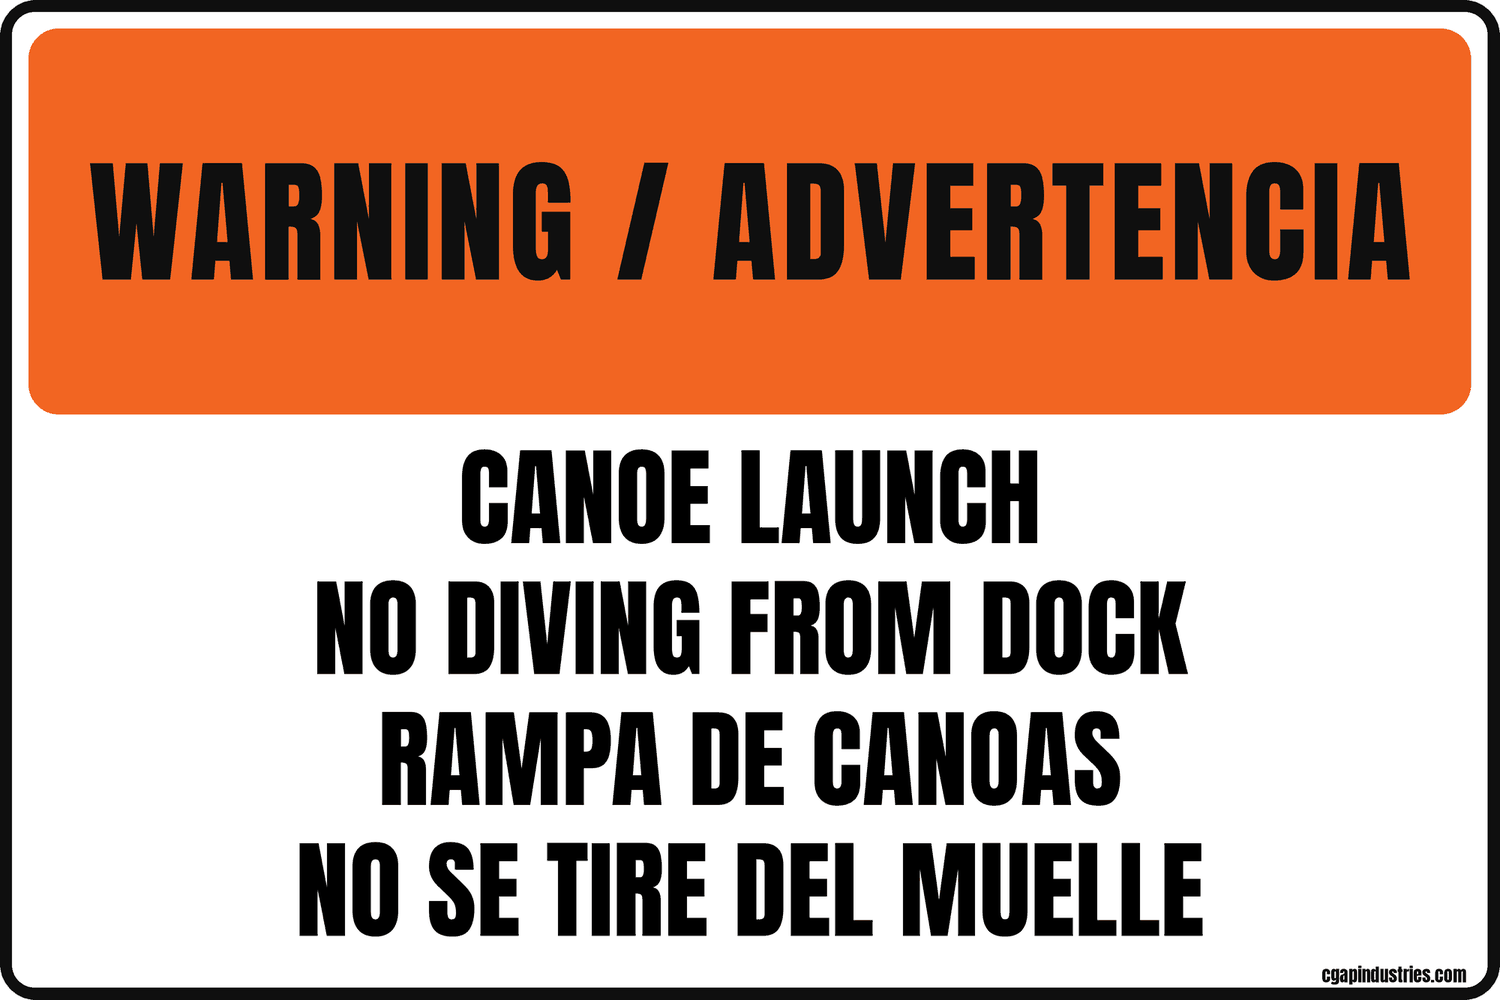 WARNING / ADVERTENCIA
CANOE LAUNCH
NO DIVING FROM DOCK
RAMPA DE CANOAS
NO SE TIRE DEL MUELLE
cgapindustries.com